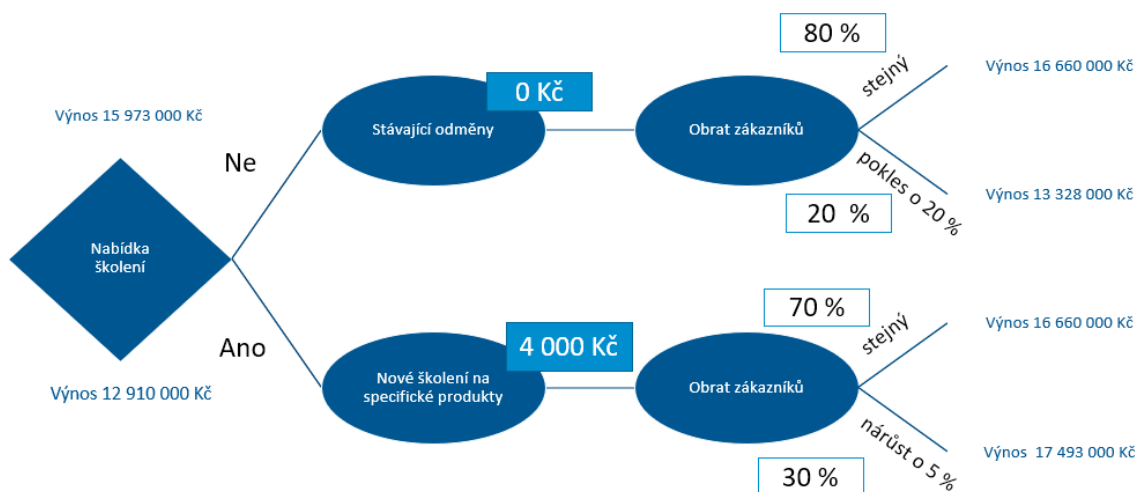 80 %
stejný
Výnos 16 660 000 Kč
0 Kč
Výnos 15 973 000 Kč
Stávající odměny
Obrat zákazníků
Ne
pokles o 20 %
Výnos 13 328 000 Kč
20 %
Nabídka
školení
70 %
stejný
Výnos 16 660 000 Kč
Ano
4 000 Kč
Výnos 12 910 000 Kč
Nové školení na
specifické produkty
Obrat zákazníků
nárůst o 5 %
Výnos 17 493 000 Kč
30 %